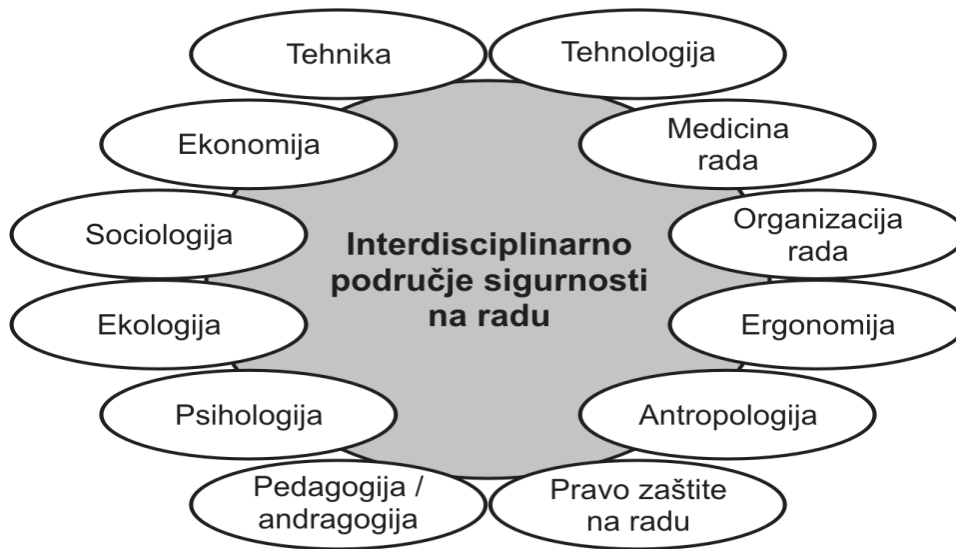 Tehnika
Tehnologija
Ekonomija
Medicina
rada
Sociologija
Interdisciplinarno
područje sigurnosti
na radu
Organizacija
rada
Ekologija
Ergonomija
Psihologija
Antropologija
Pedagogija /
andragogija
Pravo zaštite
na radu